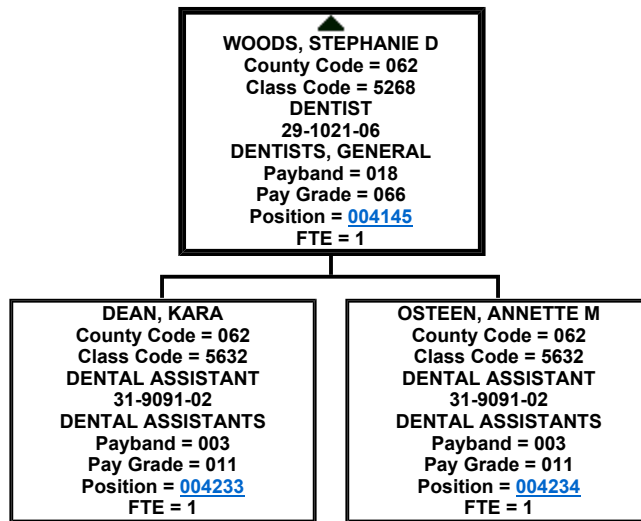 WOODS, STEPHANIE D
County Code = 062
Class Code = 5268
DENTIST
29-1021-06
DENTISTS, GENERAL
Payband = 018
Pay Grade = 066
Position = 004145
FTE = 1
DEAN, KARA
County Code = 062
Class Code = 5632
DENTAL ASSISTANT
31-9091-02
DENTAL ASSISTANTS
Payband = 003
Pay Grade = 011
Position = 004233
FTE = 1
OSTEEN, ANNETTE M
County Code = 062
Class Code = 5632
DENTAL ASSISTANT
31-9091-02
DENTAL ASSISTANTS
Payband = 003
Pay Grade = 011
Position = 004234
FTE = 1